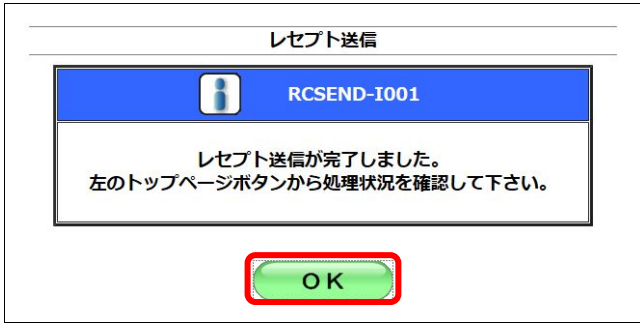 レセプト送信
RCSEND-I001
レセプト送信が完了しました。
左のトップページボタンから処理状況を確認して下さい。
OK